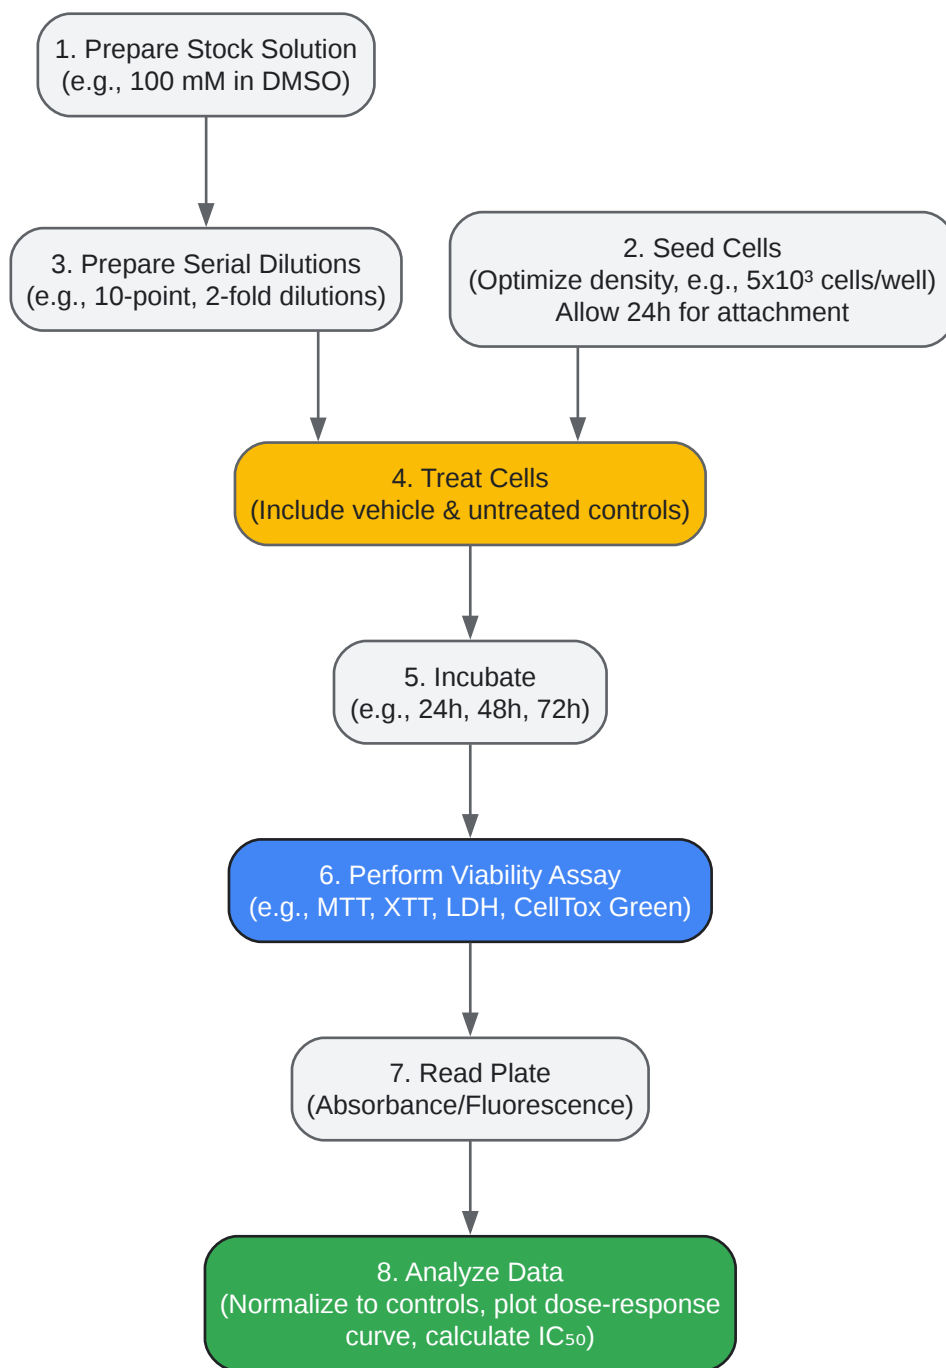 1. Prepare Stock Solution
(e.g., 100 mM in DMSO)
2. Seed Cells
(Optimize density, e.g., 5x10³ cells/well)
Allow 24h for attachment
3. Prepare Serial Dilutions
(e.g., 10-point, 2-fold dilutions)
4. Treat Cells
(Include vehicle & untreated controls)
5. Incubate
(e.g., 24h, 48h, 72h)
6. Perform Viability Assay
(e.g., MTT, XTT, LDH, CellTox Green)
7. Read Plate
(Absorbance/Fluorescence)
8. Analyze Data
(Normalize to controls, plot dose-response
curve, calculate IC₅₀)